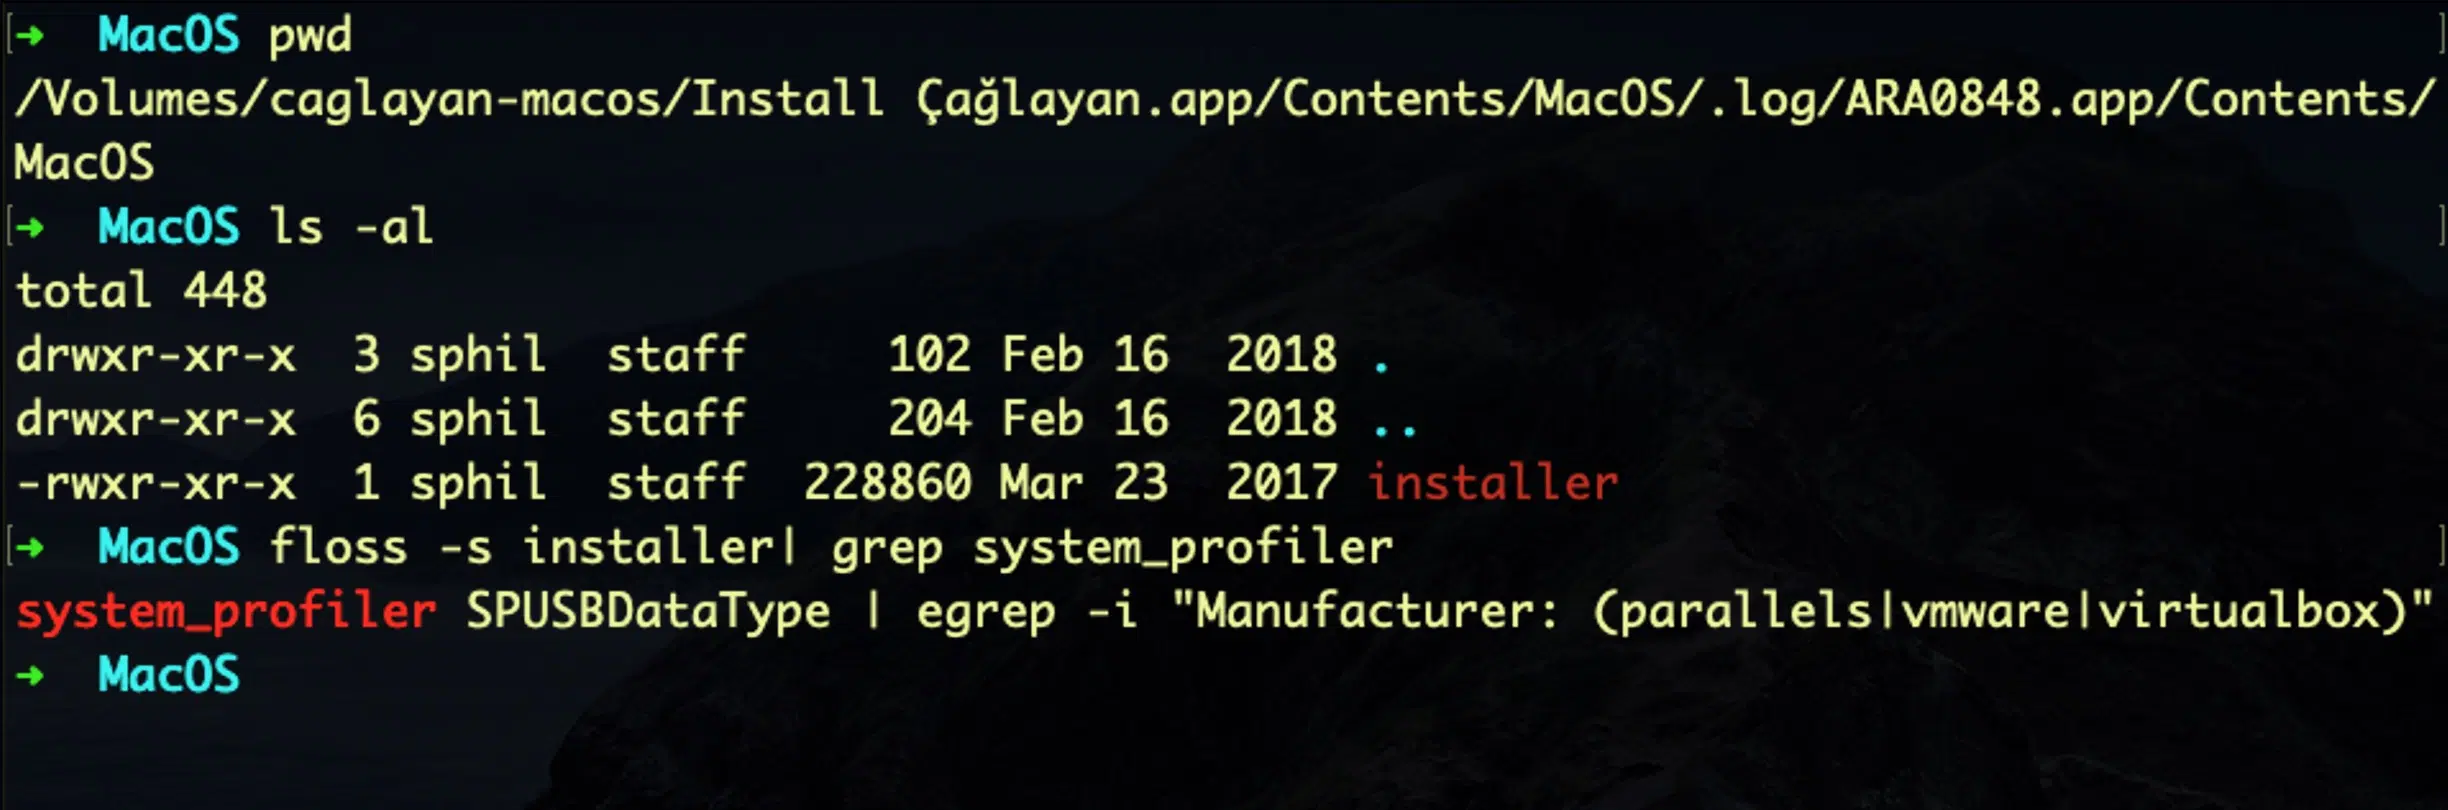 [➜  MacOS pwd ]
/Volumes/caglayan-macos/Install Çağlayan.app/Contents/MacOS/.log/ARA0848.app/Contents/
MacOS
[➜  MacOS ls -al ]
total 448
drwxr-xr-x  3 sphil  staff     102 Feb 16  2018 .
drwxr-xr-x  6 sphil  staff     204 Feb 16  2018 ..
-rwxr-xr-x  1 sphil  staff  228860 Mar 23  2017 installer
[➜  MacOS floss -s installer| grep system_profiler ]
system_profiler SPUSBDataType | egrep -i "Manufacturer: (parallels|vmware|virtualbox)"
➜  MacOS